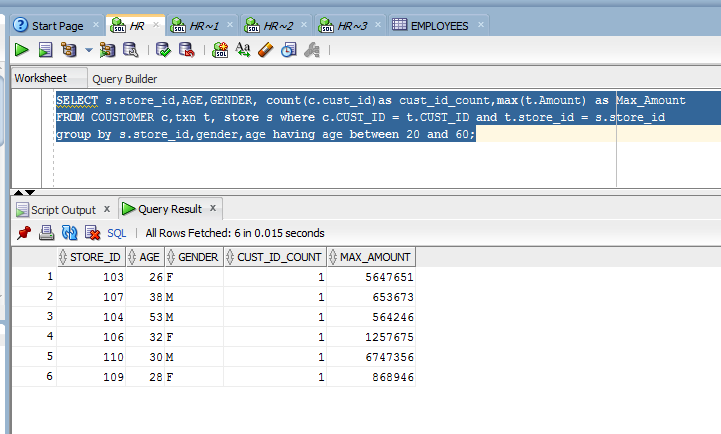 Start Page HR HR~1 HR~2 HR~3 EMPLOYEES
SQL Aa
Worksheet Query Builder
SELECT s.store_id,AGE,GENDER, count(c.cust_id)as cust_id_count,max(t.Amount) as Max_Amount
FROM COUSTOMER c,txn t, store s where c.CUST_ID = t.CUST_ID and t.store_id = s.store_id
group by s.store_id,gender,age having age between 20 and 60;
Script Output x Query Result x
SQL | All Rows Fetched: 6 in 0.015 seconds
STORE_ID AGE GENDER CUST_ID_COUNT MAX_AMOUNT
1 103 26 F 1 5647651
2 107 38 M 1 653673
3 104 53 M 1 564246
4 106 32 F 1 1257675
5 110 30 M 1 6747356
6 109 28 F 1 868946